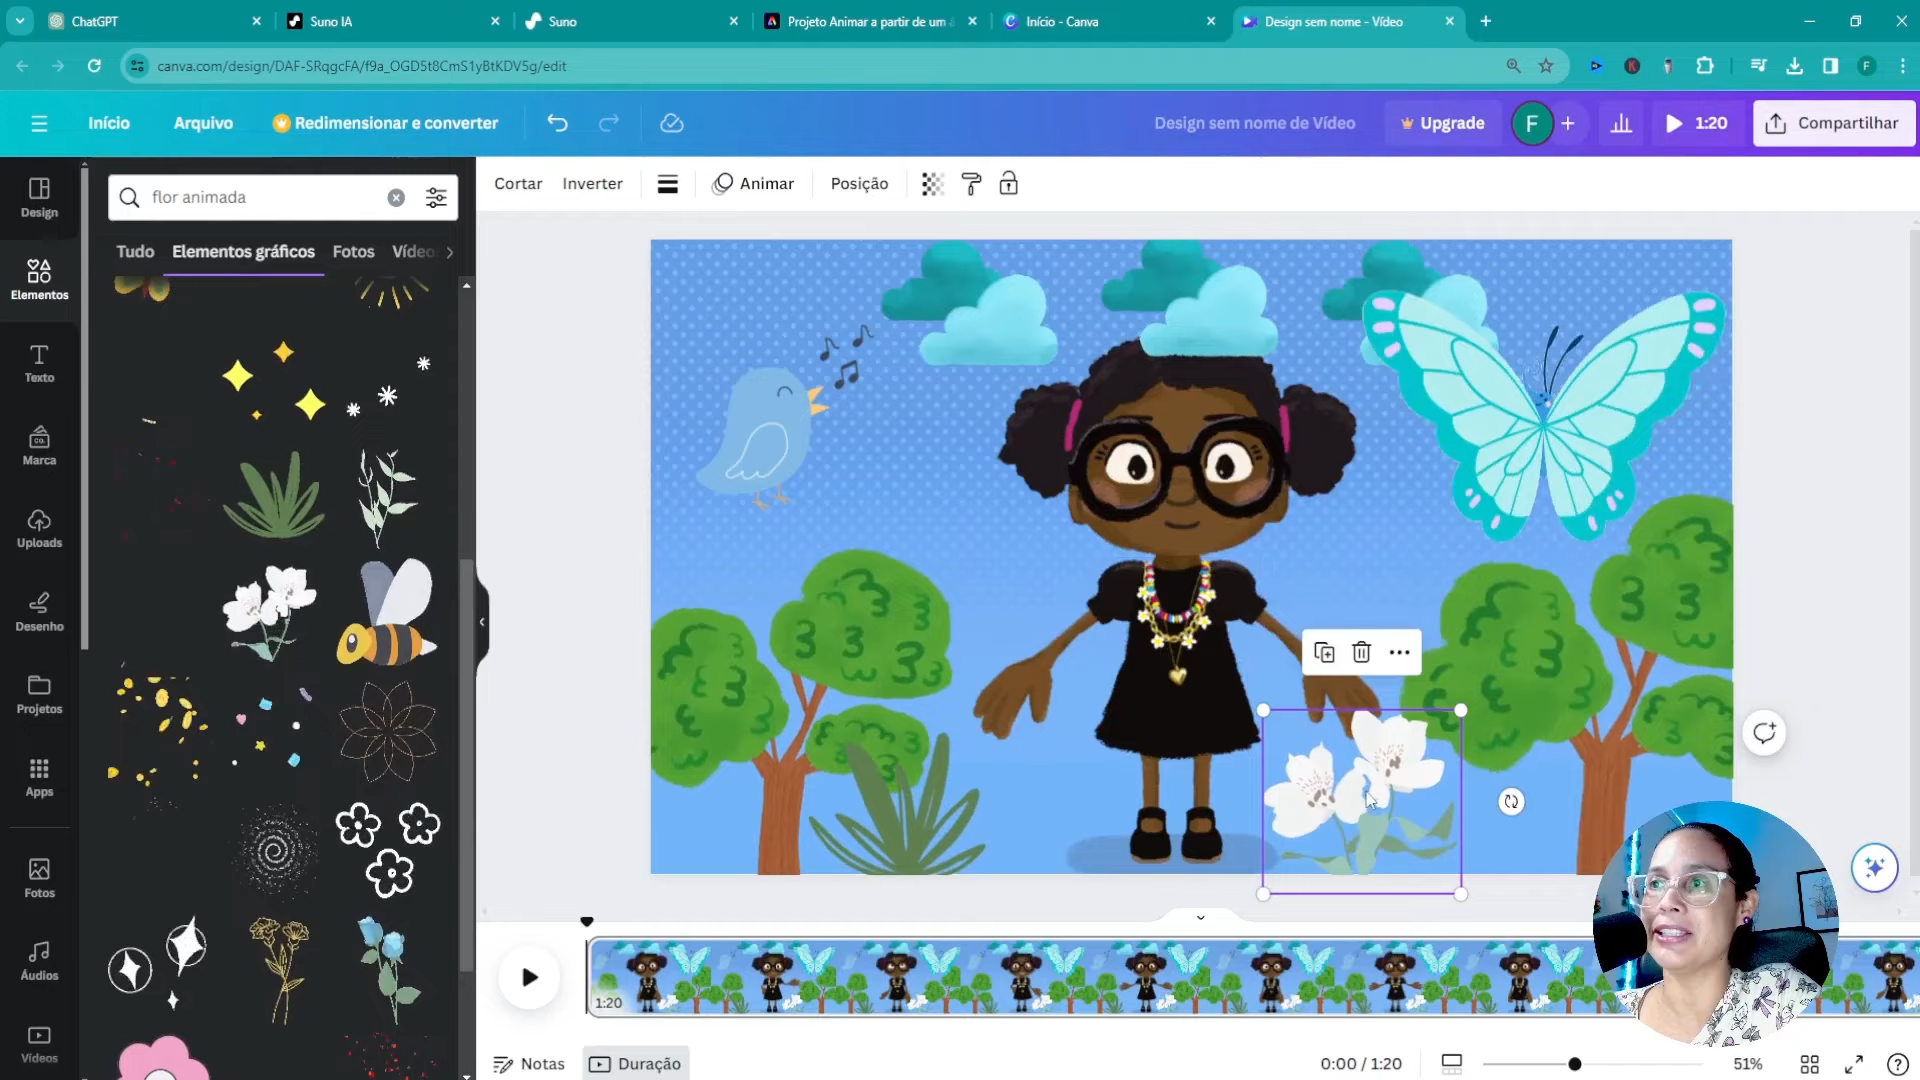 ChatGPT
Suno IA
Suno
Projeto Animar a partir de um
Início - Canva
Design sem nome - Vídeo
canva.com/design/DAF-SRqgcFA/f9a_OGD5t8CmS1yBtKDV5g/edit
F
Início
Arquivo
Redimensionar e converter
Design sem nome de Vídeo
Upgrade
F
1:20
Compartilhar
flor animada
Cortar
Inverter
Animar
Posição
Tudo
Elementos gráficos
Fotos
Vídeo
Design
Elementos
Texto
CO.
Marca
Uploads
Desenho
Projetos
Apps
Fotos
Áudios
Vídeos
1:20
Notas
Duração
0:00 / 1:20
51%